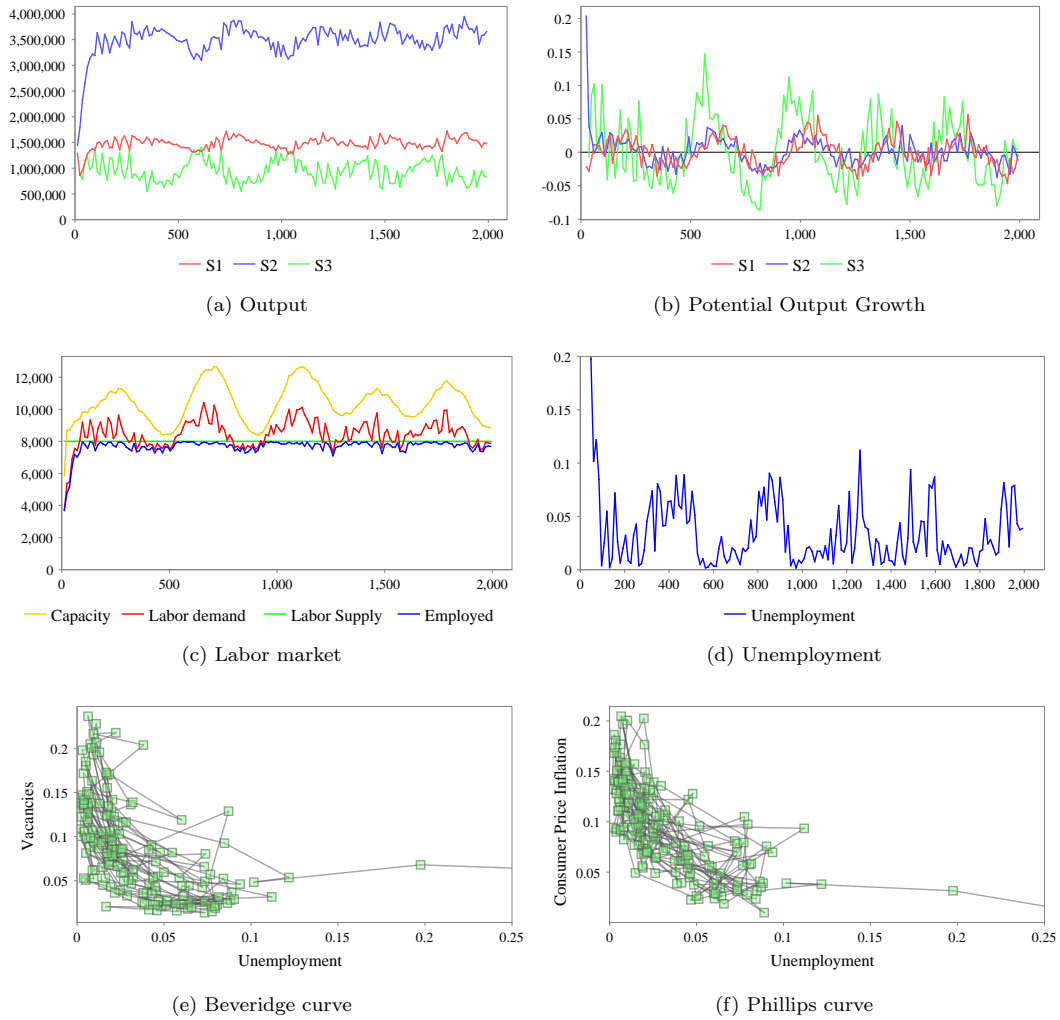 4,000,000
3,500,000
3,000,000
2,500,000
2,000,000
1,500,000
1,000,000
500,000
0
0 500 1,000 1,500 2,000
S1 S2 S3
(a) Output
0.2
0.15
0.1
0.05
0
-0.05
-0.1
0 500 1,000 1,500 2,000
S1 S2 S3
(b) Potential Output Growth
12,000
10,000
8,000
6,000
4,000
2,000
0
0 500 1,000 1,500 2,000
Capacity Labor demand Labor Supply Employed
(c) Labor market
0.2
0.15
0.1
0.05
0
0 200 400 600 800 1,000 1,200 1,400 1,600 1,800 2,000
Unemployment
(d) Unemployment
Vacancies
0.2
0.15
0.1
0.05
0 0.05 0.1 0.15 0.2 0.25
Unemployment
(e) Beveridge curve
Consumer Price Inflation
0.2
0.15
0.1
0.05
0 0.05 0.1 0.15 0.2 0.25
Unemployment
(f) Phillips curve